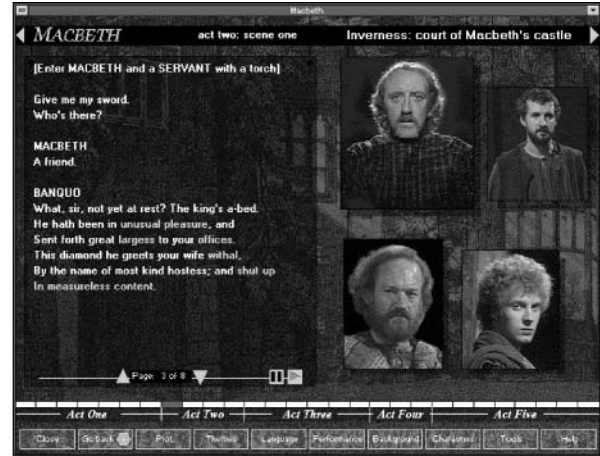 Macbeth
MACBETH
act two: scene one
Inverness: court of Macbeth's castle
[Enter MACBETH and a SERVANT with a torch]
Give me my sword.
Who's there?
MACBETH
A friend.
BANQUO
What, sir, not yet at rest? The king's a-bed.
He hath been in unusual pleasure, and
Sent forth great largess to your offices.
This diamond he greets your wife withal,
By the name of most kind hostess; and shut up
In measureless content.
Page: 3 of 8
Act One
Act Two
Act Three
Act Four
Act Five
Close
Go back
Plot
Themes
Language
Performance
Background
Characters
Tools
Help